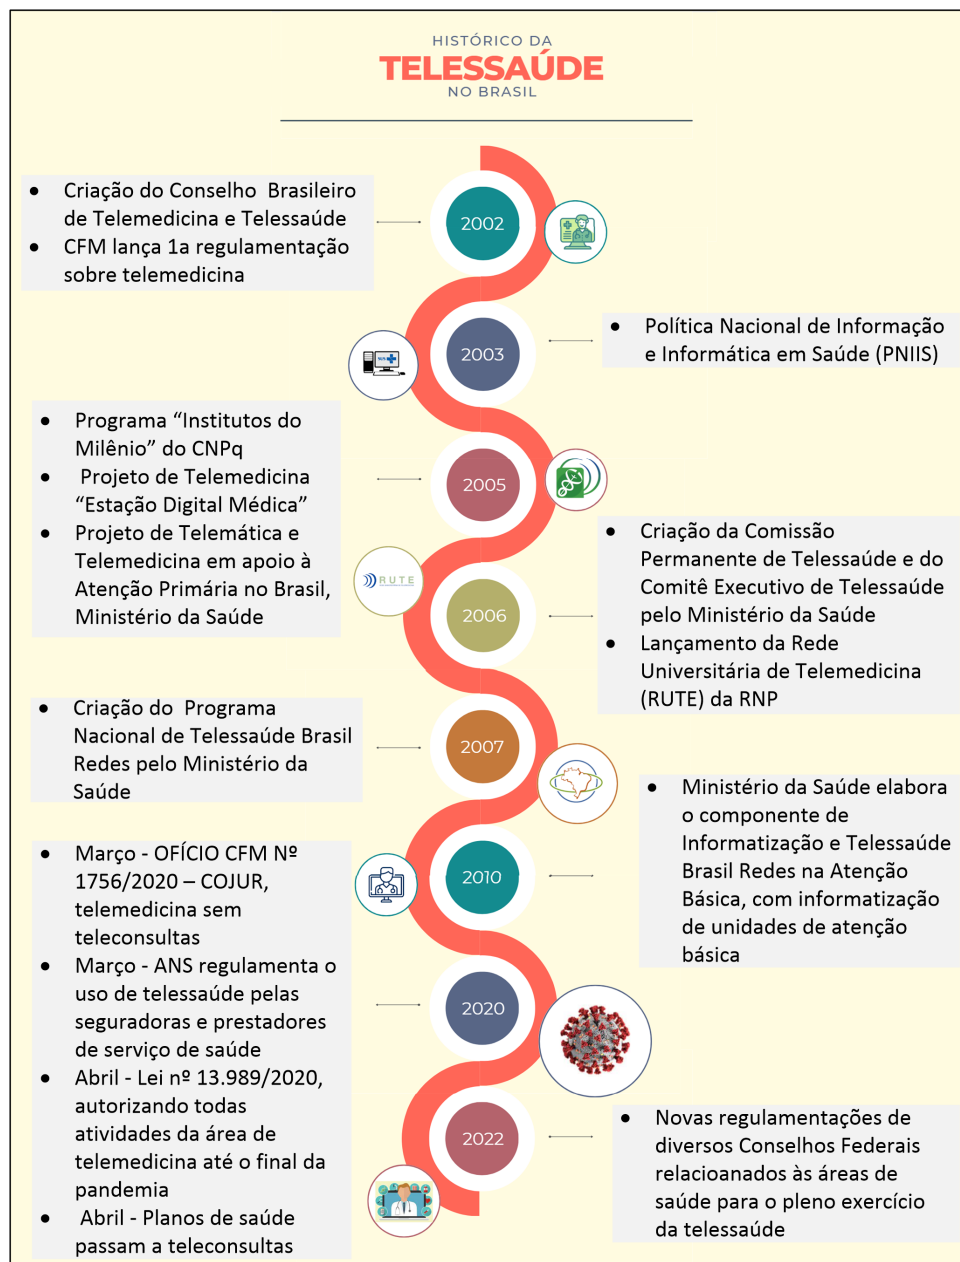 HISTÓRICO DA
TELESSAÚDE
NO BRASIL
• Criação do Conselho Brasileiro
de Telemedicina e Telessaúde
• CFM lança 1a regulamentação
sobre telemedicina
2002
2003
• Política Nacional de Informação
e Informática em Saúde (PNIIS)
• Programa “Institutos do
Milênio” do CNPq
• Projeto de Telemedicina
“Estação Digital Médica”
• Projeto de Telemática e
Telemedicina em apoio à
Atenção Primária no Brasil,
Ministério da Saúde
2005
RUTE
2006
• Criação da Comissão
Permanente de Telessaúde e do
Comitê Executivo de Telessaúde
pelo Ministério da Saúde
• Lançamento da Rede
Universitária de Telemedicina
(RUTE) da RNP
• Criação do Programa
Nacional de Telessaúde Brasil
Redes pelo Ministério da
Saúde
2007
2010
• Ministério da Saúde elabora
o componente de
Informatização e Telessaúde
Brasil Redes na Atenção
Básica, com informatização
de unidades de atenção
básica
• Março - OFÍCIO CFM Nº
1756/2020 – COJUR,
telemedicina sem
teleconsultas
• Março - ANS regulamenta o
uso de telessaúde pelas
seguradoras e prestadores
de serviço de saúde
• Abril - Lei nº 13.989/2020,
autorizando todas
atividades da área de
telemedicina até o final da
pandemia
• Abril - Planos de saúde
passam a teleconsultas
2020
2022
• Novas regulamentações de
diversos Conselhos Federais
relacioanados às áreas de
saúde para o pleno exercício
da telessaúde